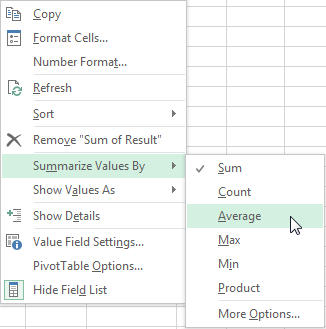 Copy
Format Cells...
Number Format...
Refresh
Sort
Remove "Sum of Result"
Summarize Values By
Show Values As
Show Details
Value Field Settings...
PivotTable Options...
Hide Field List
Sum
Count
Average
Max
Min
Product
More Options...